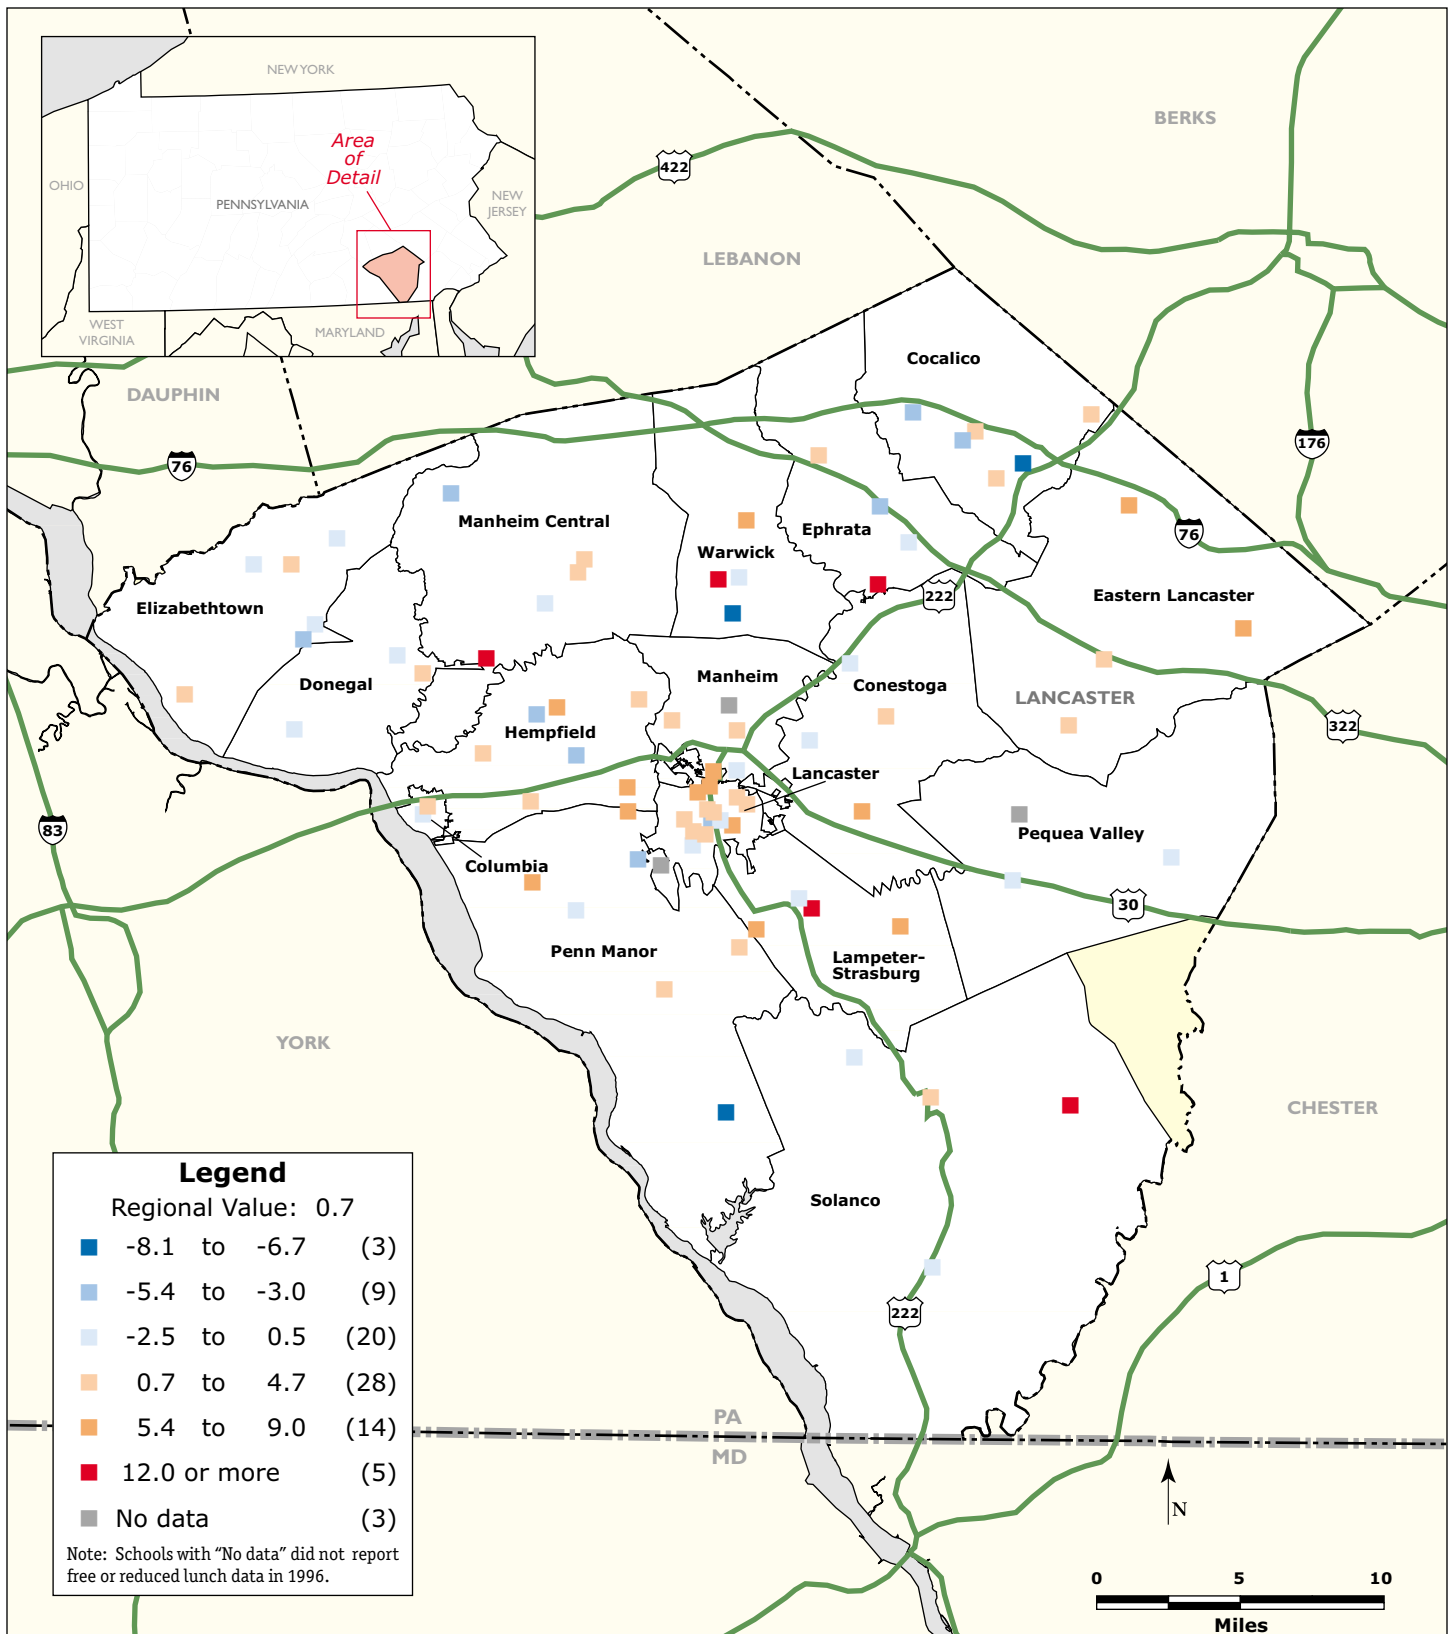 NEW YORK
Area
of
Detail
OHIO
PENNSYLVANIA
NEW
JERSEY
WEST
VIRGINIA
MARYLAND
BERKS
422
LEBANON
DAUPHIN
Cocalico
76
176
Manheim Central
Ephrata
76
Warwick
Elizabethtown
222
Eastern Lancaster
Donegal
Manheim
Conestoga
LANCASTER
322
Hempfield
Lancaster
83
Pequea Valley
Columbia
30
Penn Manor
Lampeter-
Strasburg
YORK
CHESTER
Solanco
1
222
Legend
Regional Value: 0.7
-8.1 to -6.7 (3)
-5.4 to -3.0 (9)
-2.5 to 0.5 (20)
0.7 to 4.7 (28)
5.4 to 9.0 (14)
12.0 or more (5)
No data (3)
Note: Schools with “No data” did not report
free or reduced lunch data in 1996.
PA
MD
N
0 5 10
Miles